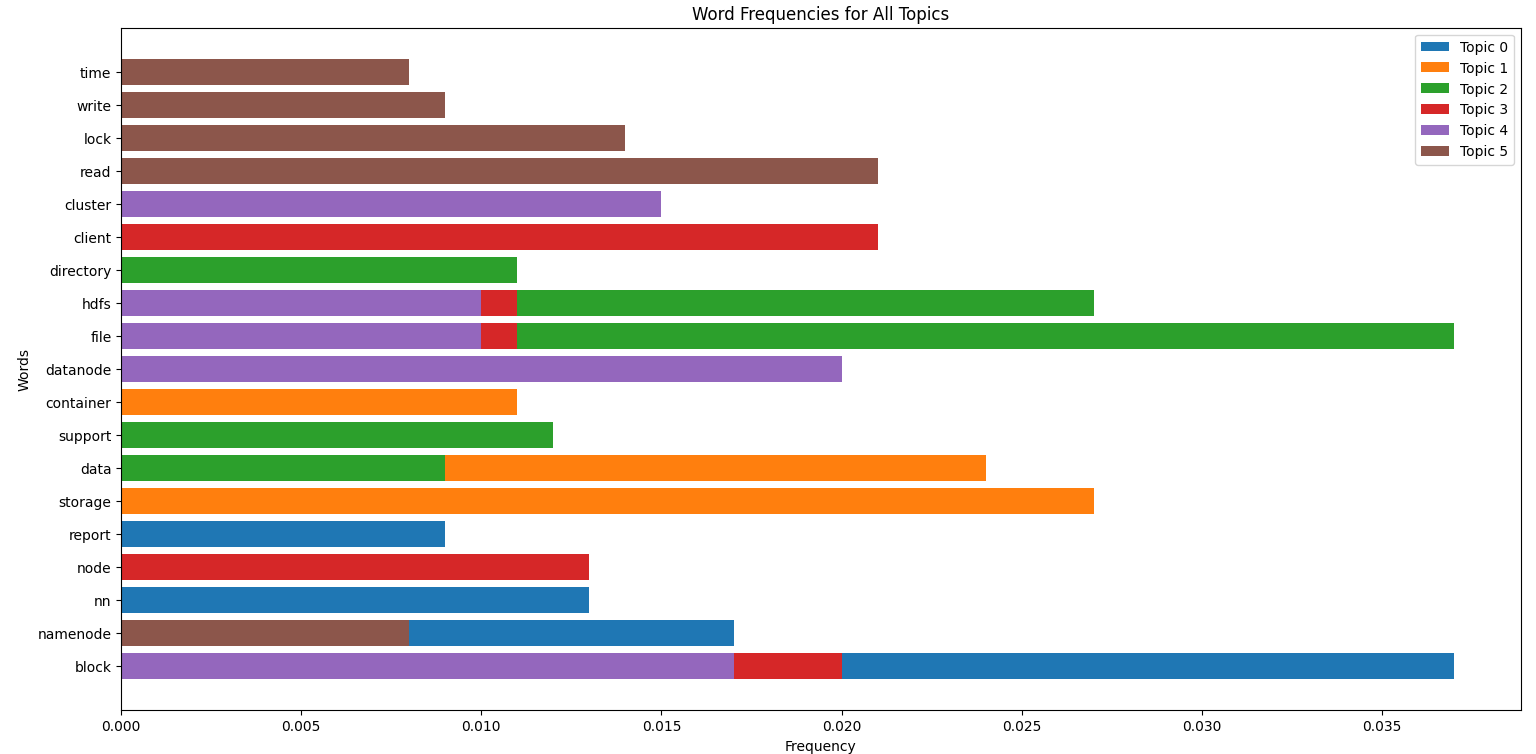 Word Frequencies for All Topics
Topic 0
Topic 1
Topic 2
Topic 3
Topic 4
Topic 5
Words
time
write
lock
read
cluster
client
directory
hdfs
file
datanode
container
support
data
storage
report
node
nn
namenode
block
0.000 0.005 0.010 0.015 0.020 0.025 0.030 0.035
Frequency